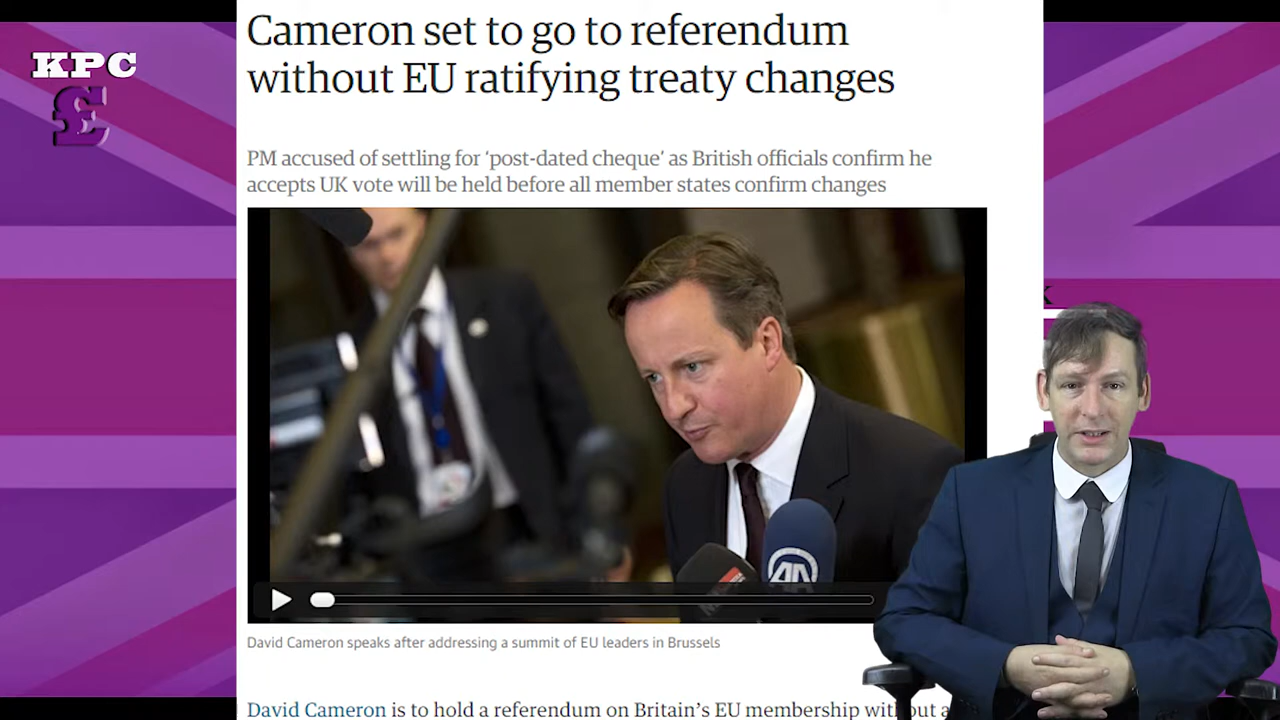 KPC
£
Cameron set to go to referendum
without EU ratifying treaty changes
PM accused of settling for ‘post-dated cheque’ as British officials confirm he
accepts UK vote will be held before all member states confirm changes
AA
David Cameron speaks after addressing a summit of EU leaders in Brussels
David Cameron is to hold a referendum on Britain’s EU membership without a